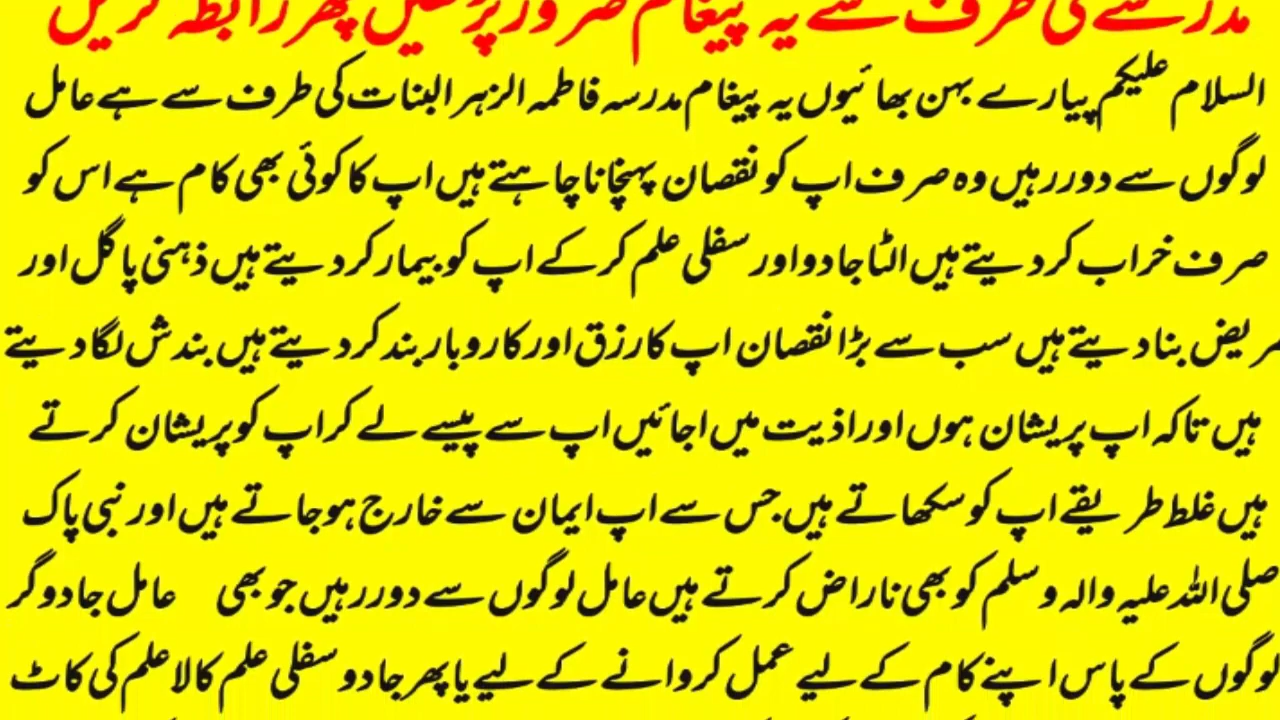 مدرسے کی طرف سے یہ پیغام ضرور پڑھیں پھر رابطہ کریں
السلام علیکم پیارے بہن بھائیوں یہ پیغام مدرسہ فاطمہ الزہر البنات کی طرف سے ہے عامل
لوگوں سے دور رہیں وہ صرف اپ کو نقصان پہنچانا چاہتے ہیں اپ کا کوئی بھی کام ہے اس کو
صرف خراب کر دیتے ہیں الٹا جادو اور سفلی علم کر کے اپ کو بیمار کر دیتے ہیں ذہنی پاگل اور
مریض بنا دیتے ہیں سب سے بڑا نقصان اپ کا رزق اور کاروبار بند کر دیتے ہیں بندش لگا دیتے
ہیں تاکہ اپ پریشان ہوں اور اذیت میں اجائیں اپ سے پیسے لے کر اپ کو پریشان کرتے
ہیں غلط طریقے اپ کو سکھاتے ہیں جس سے اپ ایمان سے خارج ہو جاتے ہیں اور نبی پاک
صلی اللہ علیہ والہ وسلم کو بھی ناراض کرتے ہیں عامل لوگوں سے دور رہیں جو بھی عامل جادوگر
لوگوں کے پاس اپنے کام کے لیے عمل کروانے کے لیے یا پھر جادو سفلی علم کالا علم کی کاٹ